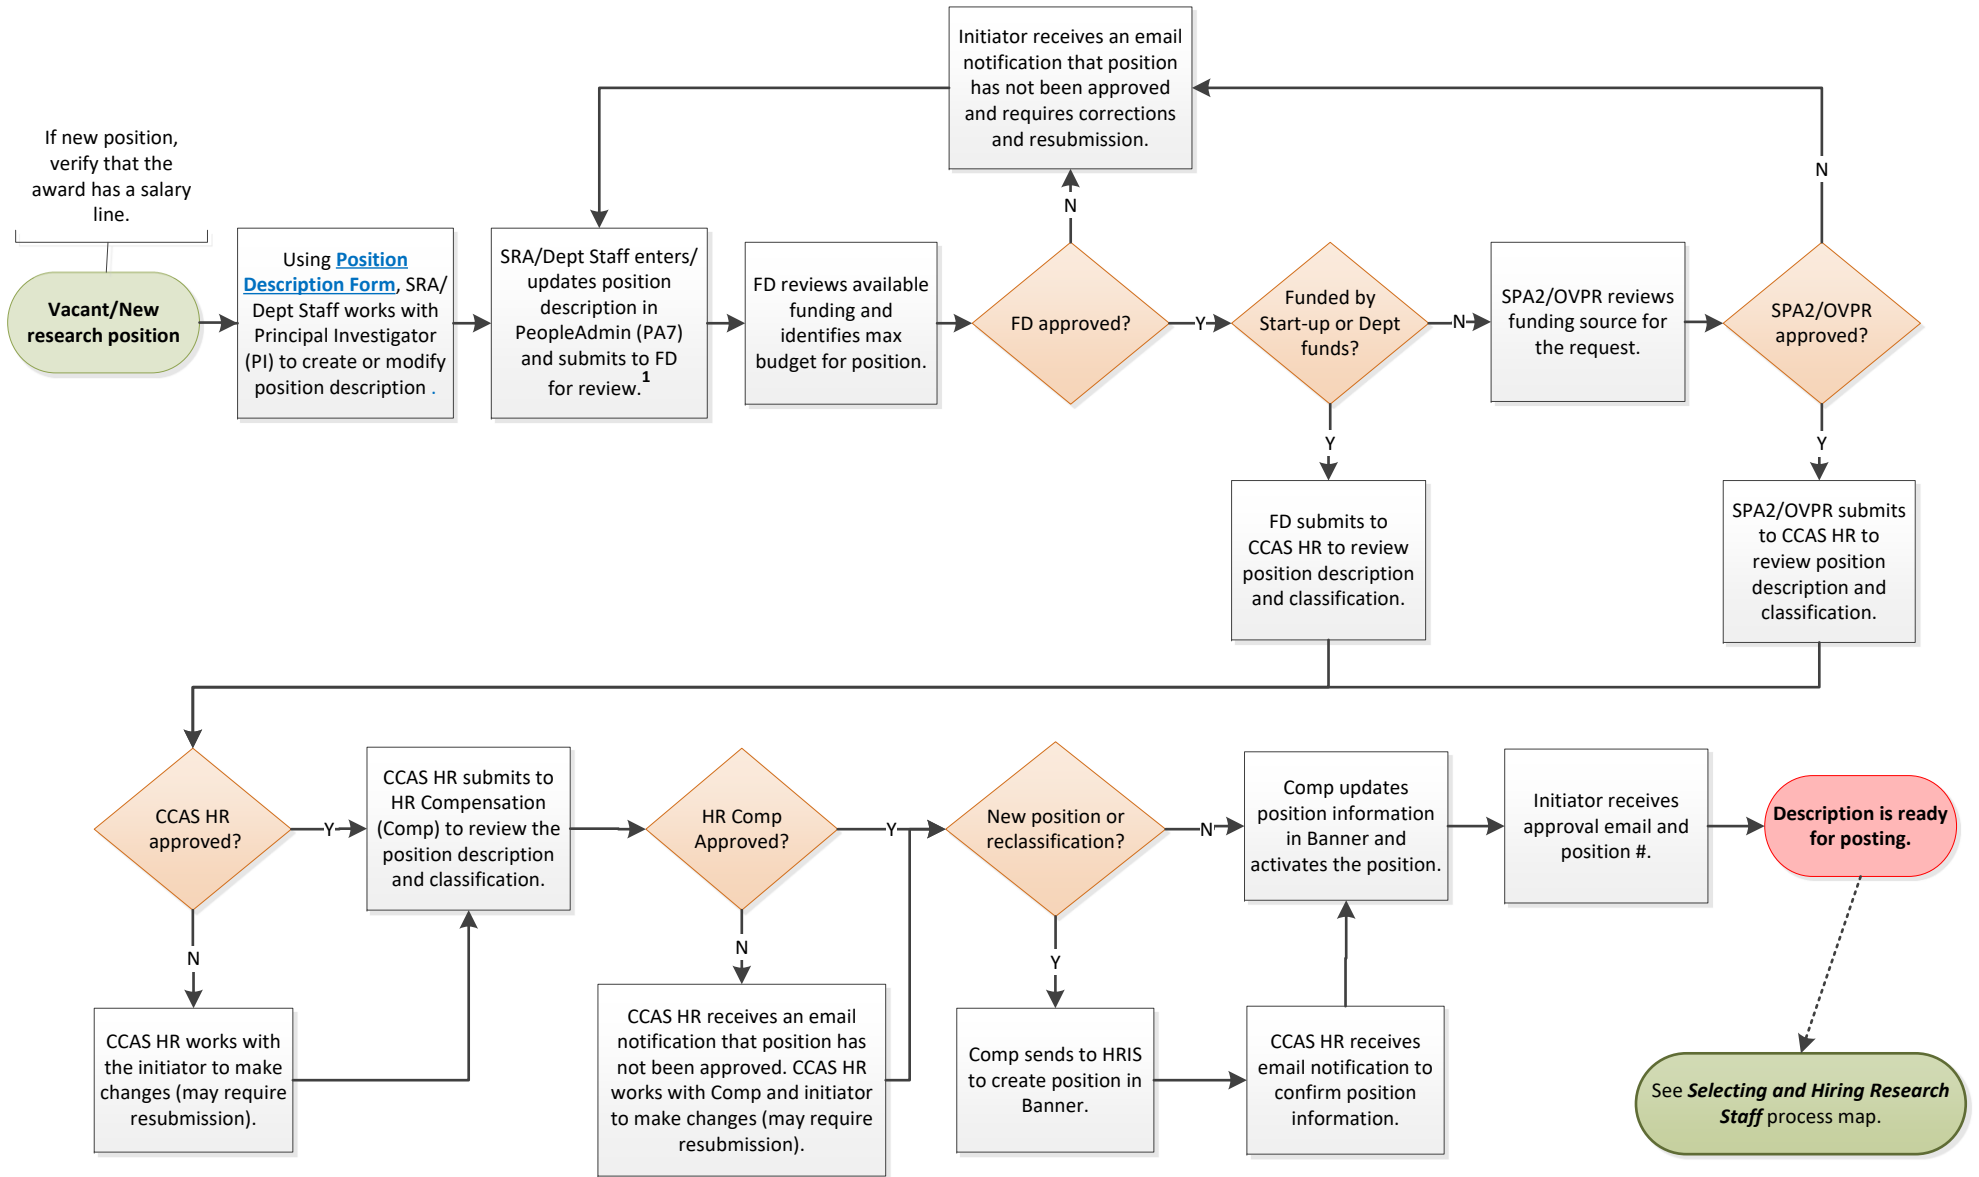 Initiator receives an email
notification that position
has not been approved
and requires corrections
and resubmission.
If new position,
verify that the
award has a salary
line.
Vacant/New
research position
Using Position
Description Form, SRA/
Dept Staff works with
Principal Investigator
(PI) to create or modify
position description .
SRA/Dept Staff enters/
updates position
description in
PeopleAdmin (PA7)
and submits to FD
for review.1
FD reviews available
funding and
identifies max
budget for position.
N
FD approved?
Y
Funded by
Start-up or Dept
funds?
N
SPA2/OVPR reviews
funding source for
the request.
N
SPA2/OVPR
approved?
Y
Y
FD submits to
CCAS HR to review
position description
and classification.
SPA2/OVPR submits
to CCAS HR to
review position
description and
classification.
CCAS HR
approved?
Y
CCAS HR submits to
HR Compensation
(Comp) to review the
position description
and classification.
HR Comp
Approved?
Y
New position or
reclassification?
N
Comp updates
position information
in Banner and
activates the position.
Initiator receives
approval email and
position #.
Description is ready
for posting.
N
N
Y
CCAS HR works with
the initiator to make
changes (may require
resubmission).
CCAS HR receives an email
notification that position has
not been approved. CCAS HR
works with Comp and initiator
to make changes (may require
resubmission).
Comp sends to HRIS
to create position in
Banner.
CCAS HR receives
email notification to
confirm position
information.
See Selecting and Hiring Research
Staff process map.